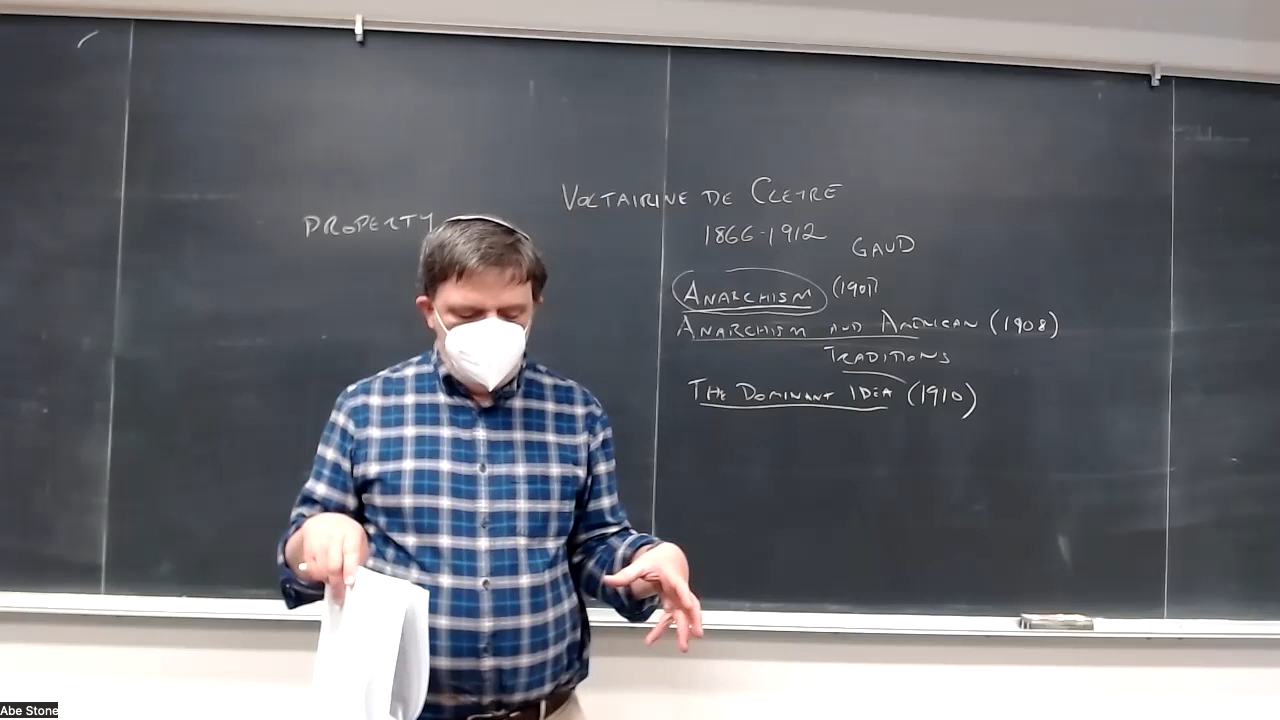 VOLTAIRINE DE CLEYRE
PROPERTY
1866-1912
GAUD
ANARCHISM (1901)
ANARCHISM AND AMERICAN (1908)
TRADITIONS
THE DOMINANT IDEA (1910)
Abe Stone